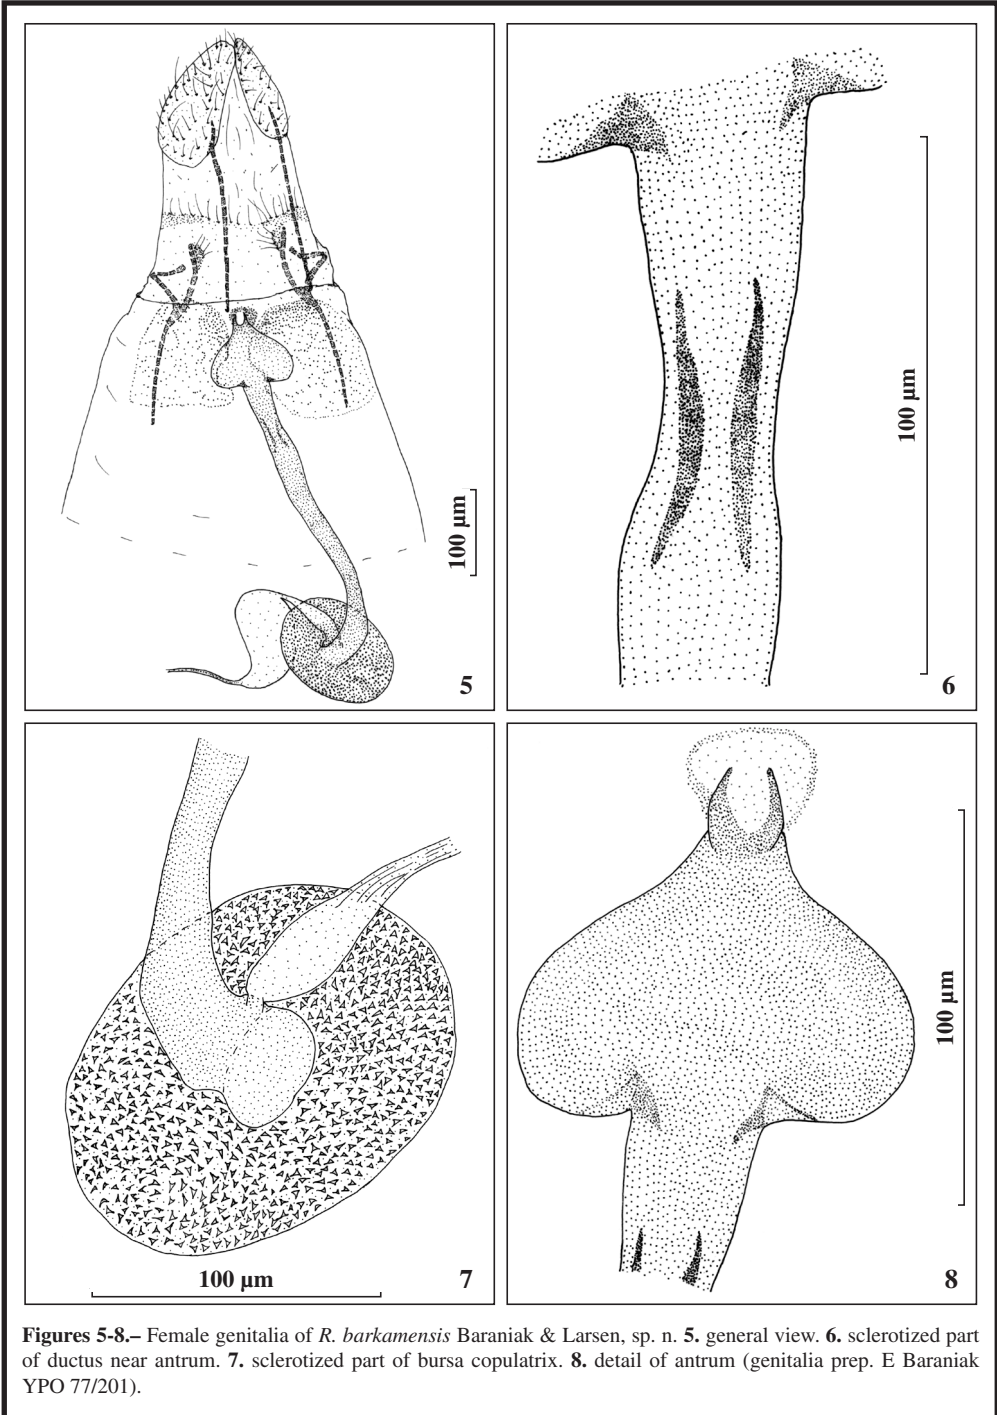 100 µm
5
100 µm
6
100 µm
7
100 µm
8
Figures 5-8.– Female genitalia of R. barkamensis Baraniak & Larsen, sp. n. 5. general view. 6. sclerotized part
of ductus near antrum. 7. sclerotized part of bursa copulatrix. 8. detail of antrum (genitalia prep. E Baraniak
YPO 77/201).